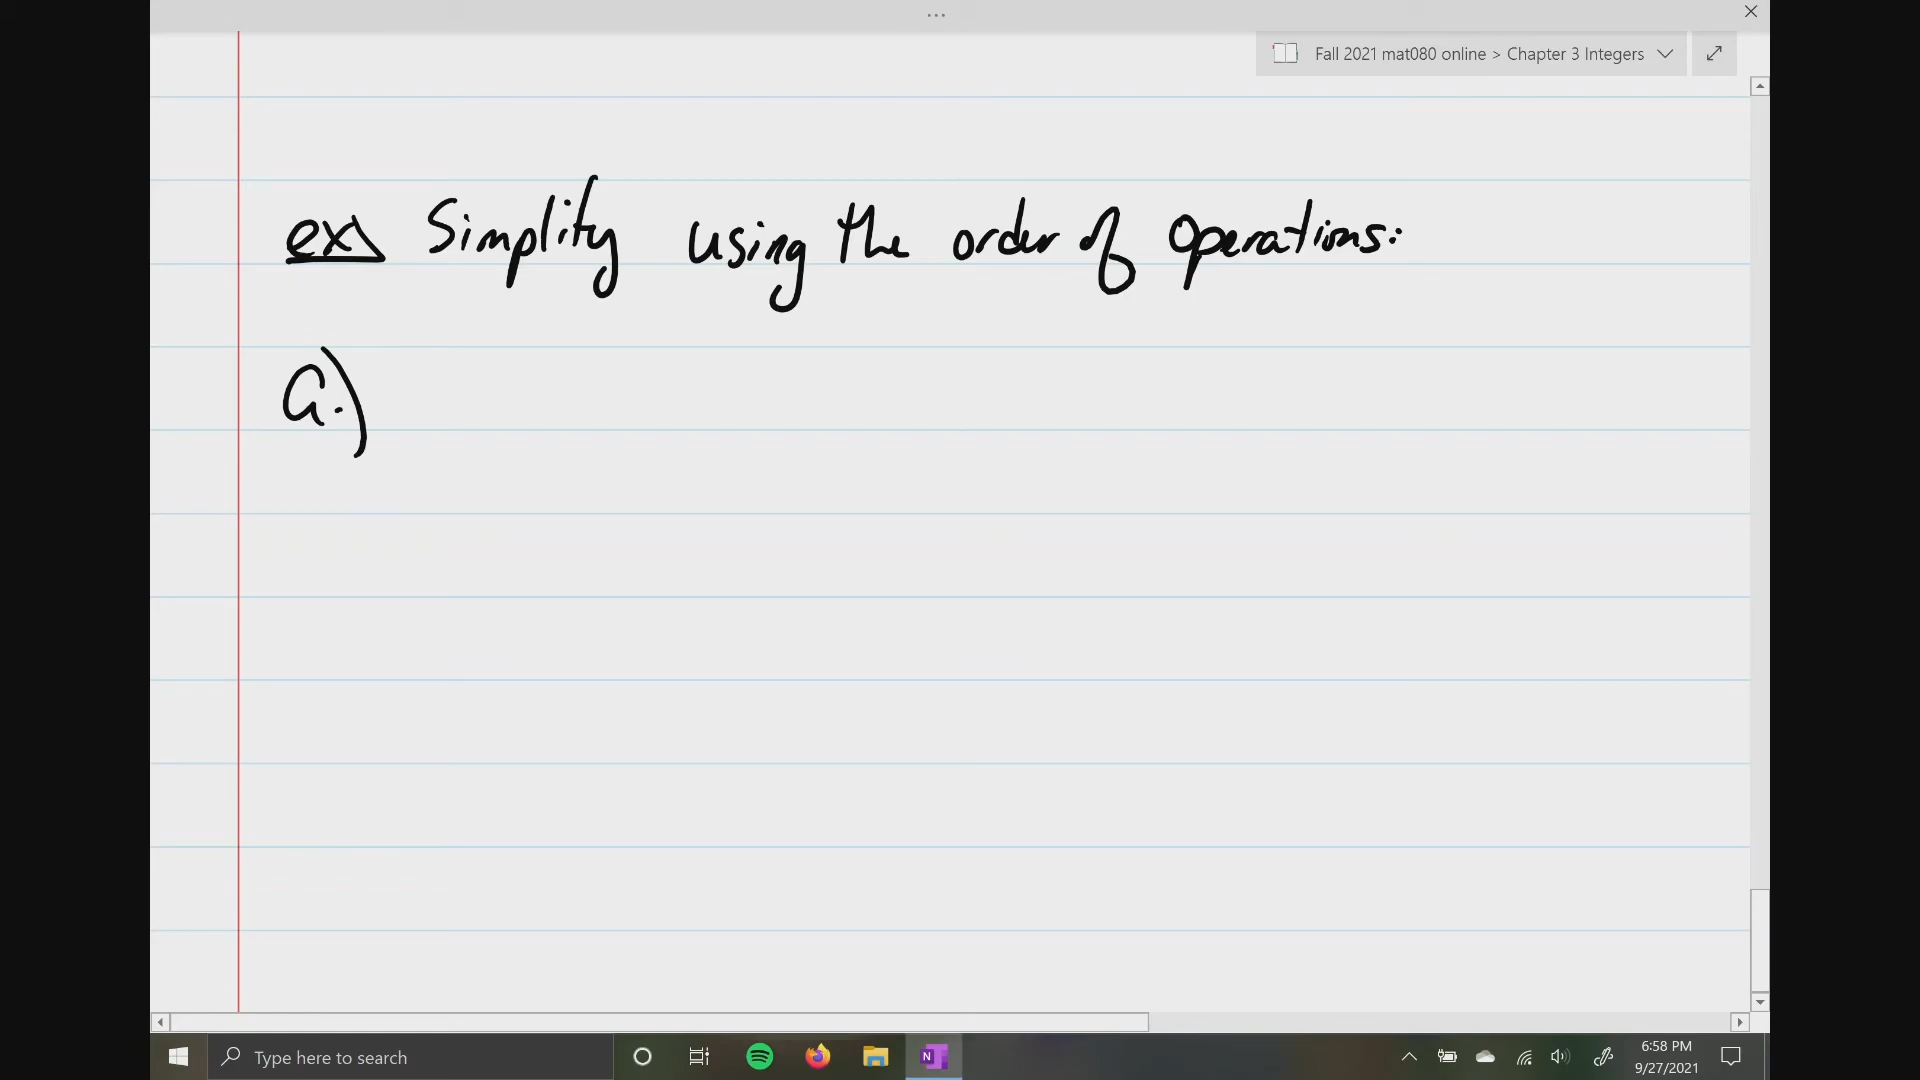 ...
Fall 2021 mat080 online > Chapter 3 Integers
ex Simplify using the order of operations:
a.)
Type here to search
N
6:58 PM
9/27/2021